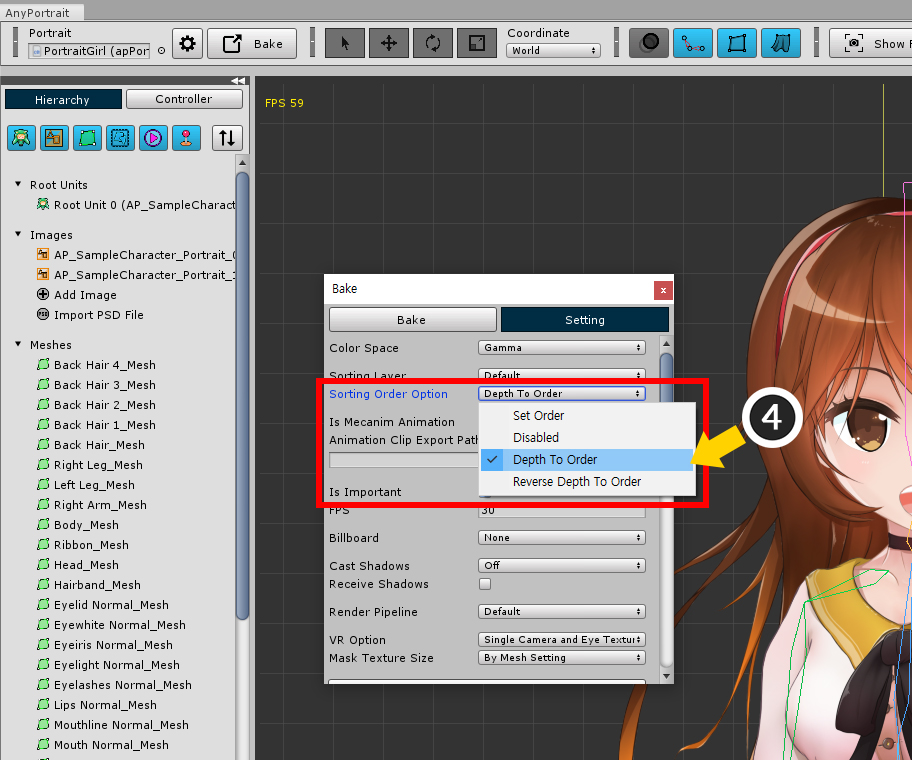 AnyPortrait
Portrait
PortraitGirl (apPor
Bake
Coordinate
World
Show
Hierarchy
Controller
FPS 59
Root Units
Root Unit 0 (AP_SampleCharact
Images
AP_SampleCharacter_Portrait_
AP_SampleCharacter_Portrait_
Add Image
Import PSD File
Meshes
Back Hair 4_Mesh
Back Hair 3_Mesh
Back Hair 2_Mesh
Back Hair 1_Mesh
Back Hair_Mesh
Right Leg_Mesh
Left Leg_Mesh
Right Arm_Mesh
Body_Mesh
Ribbon_Mesh
Head_Mesh
Hairband_Mesh
Eyelid Normal_Mesh
Eyewhite Normal_Mesh
Eyeiris Normal_Mesh
Eyelight Normal_Mesh
Eyelashes Normal_Mesh
Lips Normal_Mesh
Mouthline Normal_Mesh
Mouth Normal_Mesh
Bake
x
Bake
Setting
Color Space
Gamma
Sorting Layer
Default
Sorting Order Option
Depth To Order
Set Order
Disabled
Depth To Order
Reverse Depth To Order
4
Is Mecanim Animation
Animation Clip Export Path
Is Important
FPS
30
Billboard
None
Cast Shadows
Off
Receive Shadows
Render Pipeline
Default
VR Option
Single Camera and Eye Textur
Mask Texture Size
By Mesh Setting